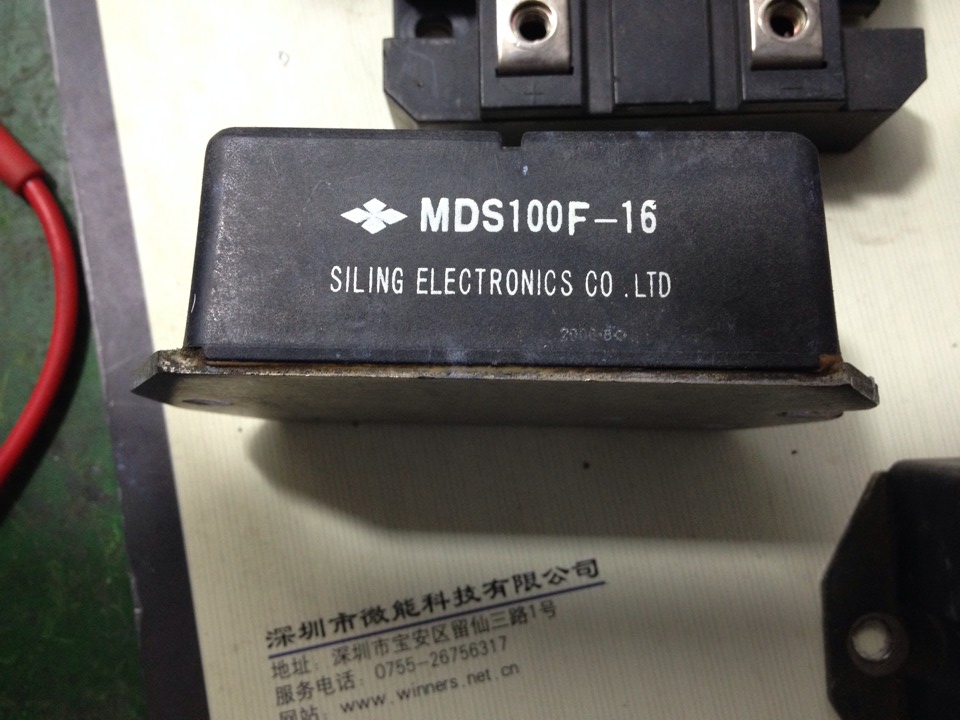 MDS100F-16
SILING ELECTRONICS CO .LTD
深圳市微能科技有限公司
地址: 深圳市宝安区留仙三路1号
服务电话: 0755-26756317
网站: www.winners.net.cn